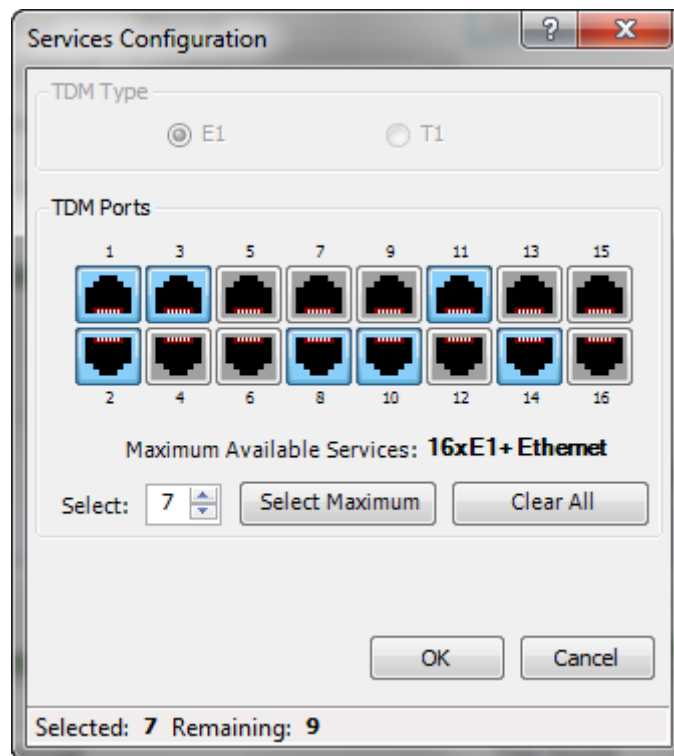 Services Configuration ? X
TDM Type
E1 T1
TDM Ports
1 3 5 7 9 11 13 15
2 4 6 8 10 12 14 16
Maximum Available Services: 16xE1+ Ethernet
Select: 7 Select Maximum Clear All
OK Cancel
Selected: 7 Remaining: 9